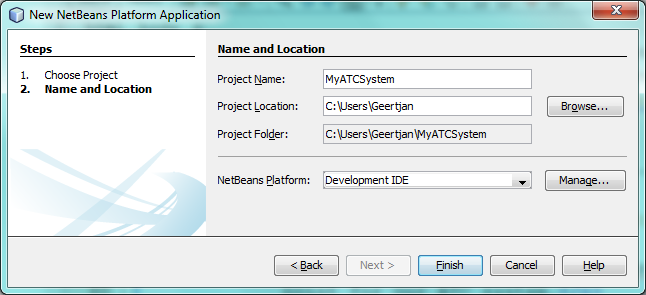 New NetBeans Platform Application
Steps
1. Choose Project
2. Name and Location
Name and Location
Project Name: MyATCSystem
Project Location: C:\Users\Geertjan Browse...
Project Folder: C:\Users\Geertjan\MyATCSystem
NetBeans Platform: Development IDE Manage...
< Back Next > Finish Cancel Help